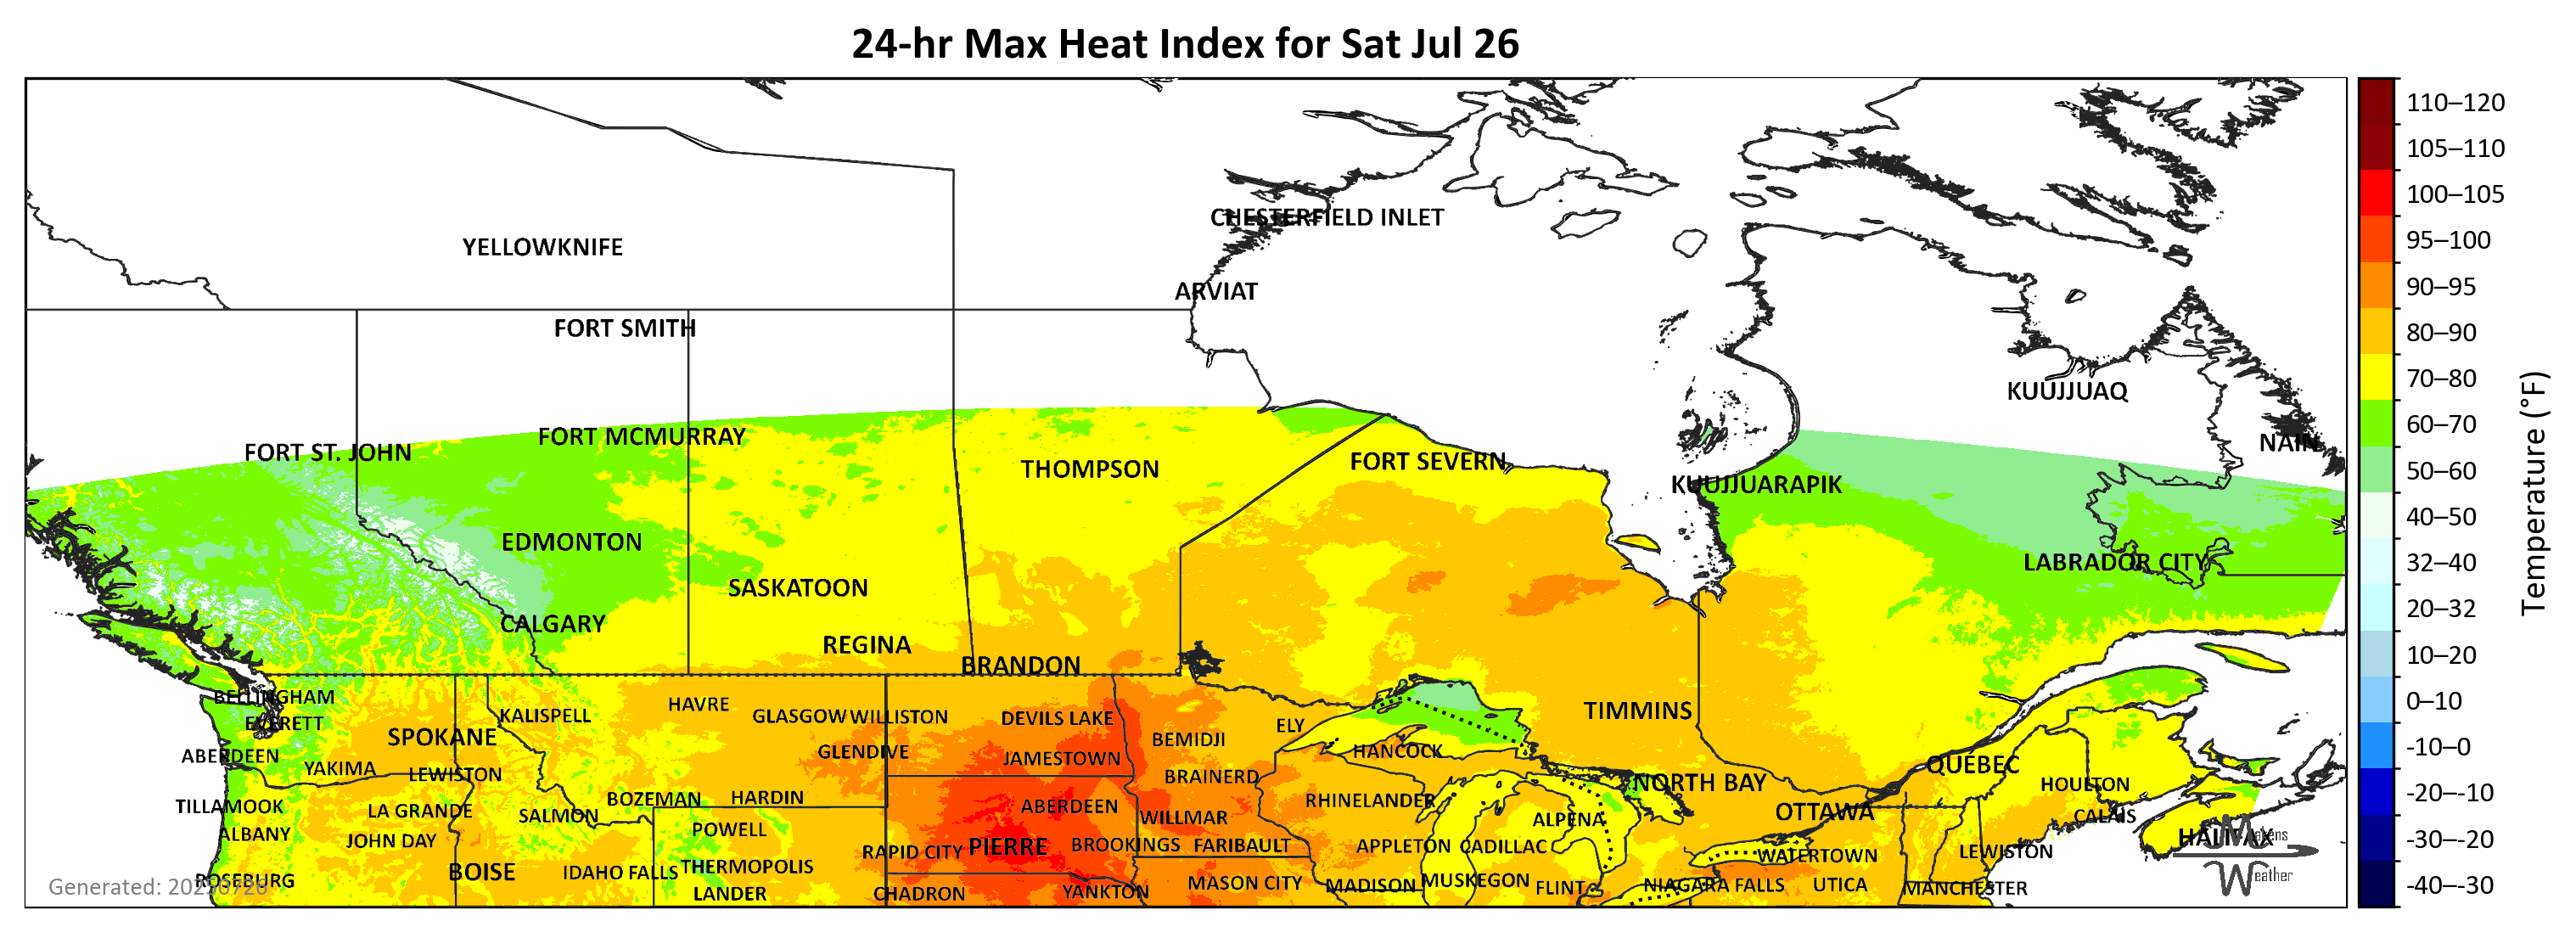 24-hr Max Heat Index for Sat Jul 26
CHESTERFIELD INLET
YELLOWKNIFE
ARVIAT
FORT SMITH
KUUJJUAQ
FORT MCMURRAY
NAIN
FORT ST. JOHN
FORT SEVERN
THOMPSON
KUUJJUARAPIK
EDMONTON
LABRADOR CITY
SASKATOON
CALGARY
REGINA
BRANDON
BELLINGHAM
HAVRE
TIMMINS
KALISPELL
GLASGOW
WILLISTON
DEVILS LAKE
EVERETT
ELY
SPOKANE
BEMIDJI
GLENDIVE
HANCOCK
ABERDEEN
JAMESTOWN
QUÉBEC
YAKIMA
LEWISTON
BRAINERD
NORTH BAY
HOULTON
BOZEMAN
HARDIN
RHINELANDER
TILLAMOOK
ABERDEEN
LA GRANDE
SALMON
OTTAWA
CALAIS
WILLMAR
ALPENA
POWELL
ALBANY
HALIFAX
JOHN DAY
BROOKINGS
FARIBAULT
APPLETON
CADILLAC
PIERRE
RAPID CITY
LEWISTON
WATERTOWN
THERMOPOLIS
BOISE
IDAHO FALLS
ROSEBURG
MUSKEGON
MASON CITY
MADISON
NIAGARA FALLS
UTICA
FLINT
MANCHESTER
LANDER
CHADRON
YANKTON
Generated: 20250726
Weather
110–120
105–110
100–105
95–100
90–95
80–90
70–80
60–70
50–60
40–50
32–40
20–32
10–20
0–10
-10–0
-20–-10
-30–-20
-40–-30
Temperature (°F)